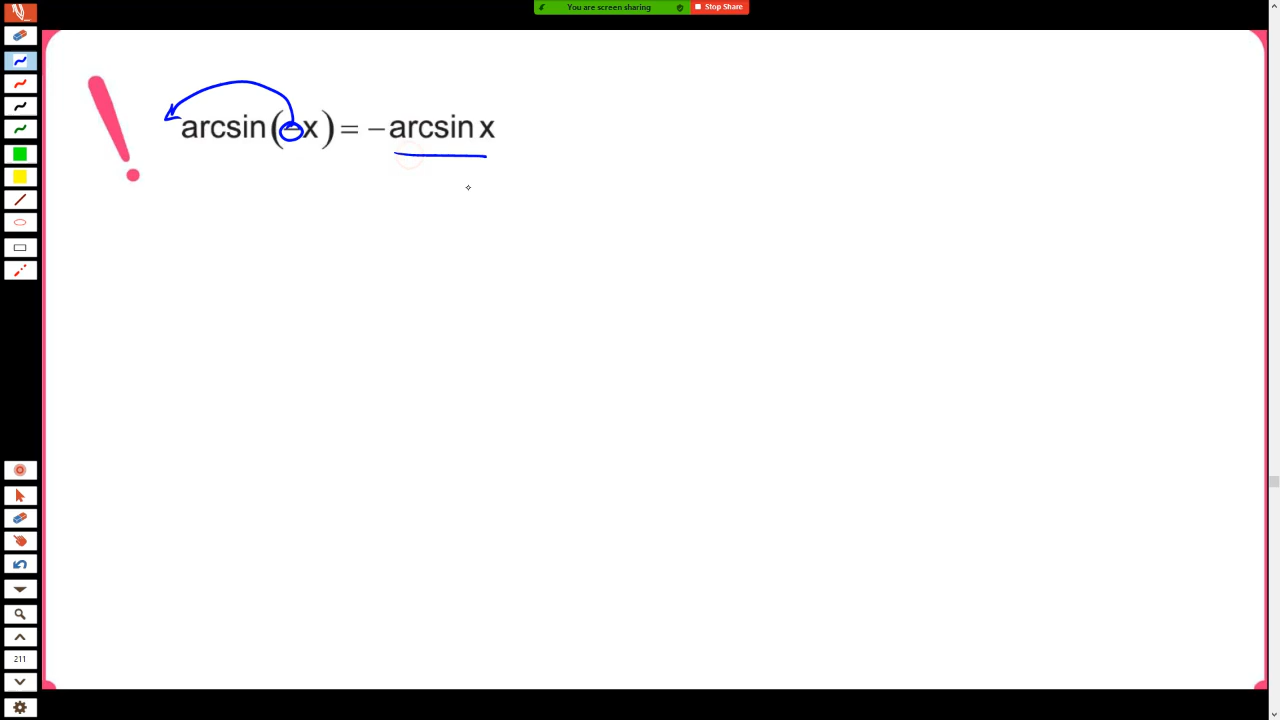 You are screen sharing
Stop Share
arcsin(−x) = −arcsin x
211